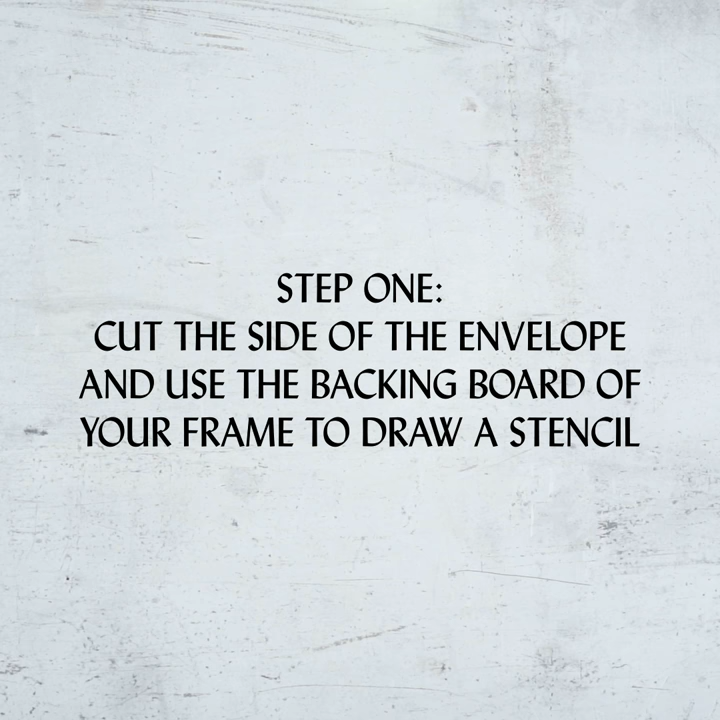 STEP ONE:
CUT THE SIDE OF THE ENVELOPE
AND USE THE BACKING BOARD OF
YOUR FRAME TO DRAW A STENCIL